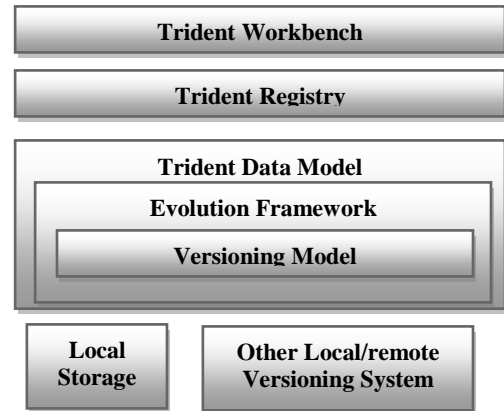 Trident Workbench
Trident Registry
Trident Data Model
Evolution Framework
Versioning Model
Local
Storage
Other Local/remote
Versioning System